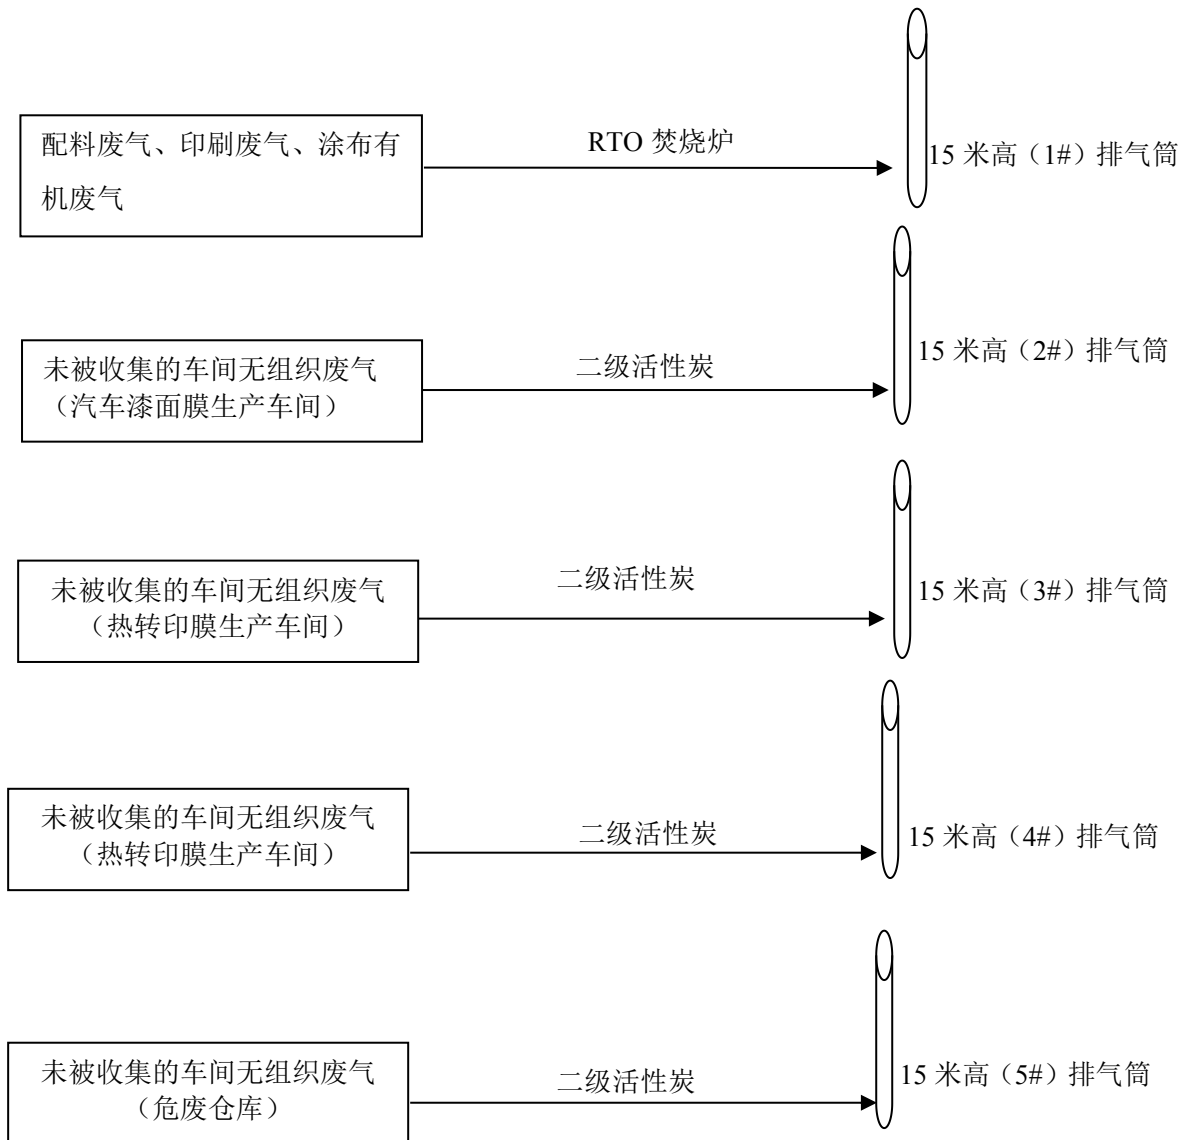 配料废气、印刷废气、涂布有
机废气
RTO 焚烧炉
15 米高（1#）排气筒
未被收集的车间无组织废气
（汽车漆面膜生产车间）
二级活性炭
15 米高（2#）排气筒
未被收集的车间无组织废气
（热转印膜生产车间）
二级活性炭
15 米高（3#）排气筒
未被收集的车间无组织废气
（热转印膜生产车间）
二级活性炭
15 米高（4#）排气筒
未被收集的车间无组织废气
（危废仓库）
二级活性炭
15 米高（5#）排气筒